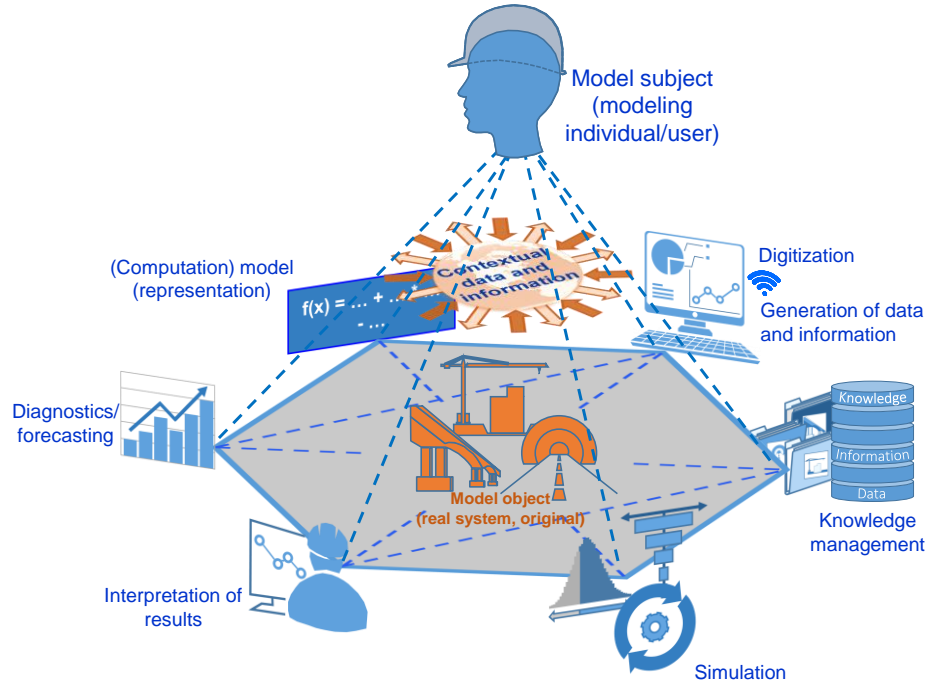 Model subject
(modeling
individual/user)
Contextual
data and
information
(Computation) model
(representation)
f(x) = ... + ... * ...
- ...
Digitization
Generation of data
and information
Diagnostics/
forecasting
Knowledge
Information
Data
Knowledge
management
Model object
(real system, original)
Interpretation of
results
Simulation